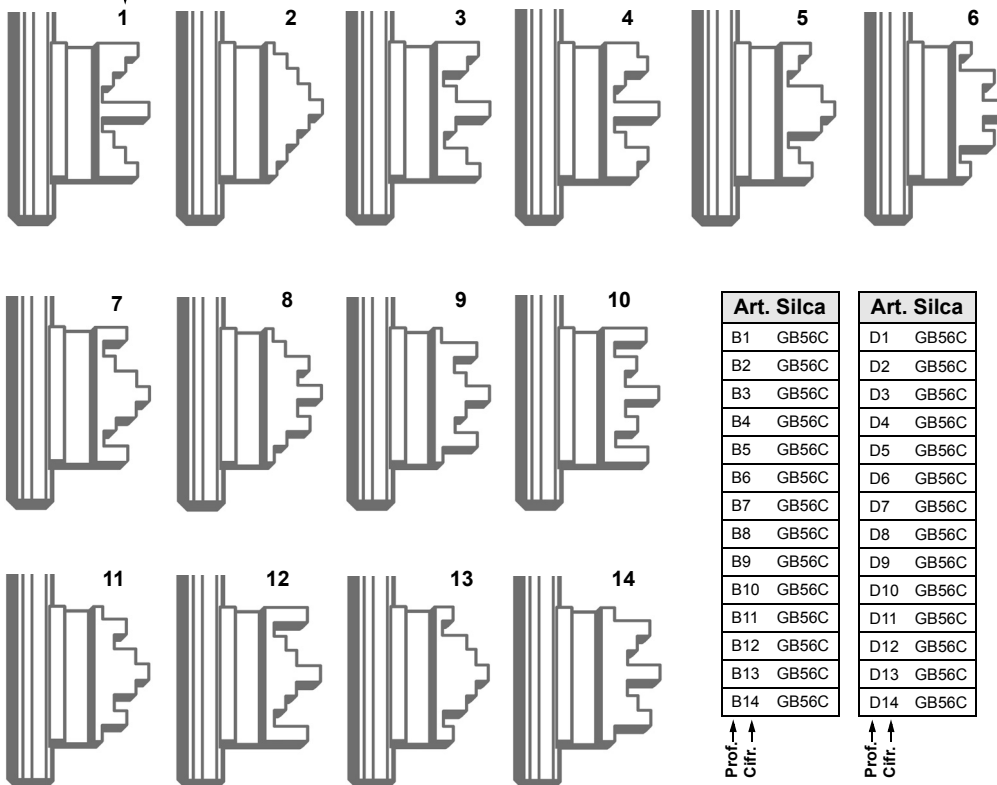 1 2 3 4 5 6
7 8 9 10
Art. Silca
B1 GB56C
B2 GB56C
B3 GB56C
B4 GB56C
B5 GB56C
B6 GB56C
B7 GB56C
B8 GB56C
B9 GB56C
B10 GB56C
B11 GB56C
B12 GB56C
B13 GB56C
B14 GB56C
Prof.
Cifr.
Art. Silca
D1 GB56C
D2 GB56C
D3 GB56C
D4 GB56C
D5 GB56C
D6 GB56C
D7 GB56C
D8 GB56C
D9 GB56C
D10 GB56C
D11 GB56C
D12 GB56C
D13 GB56C
D14 GB56C
Prof.
Cifr.
11 12 13 14